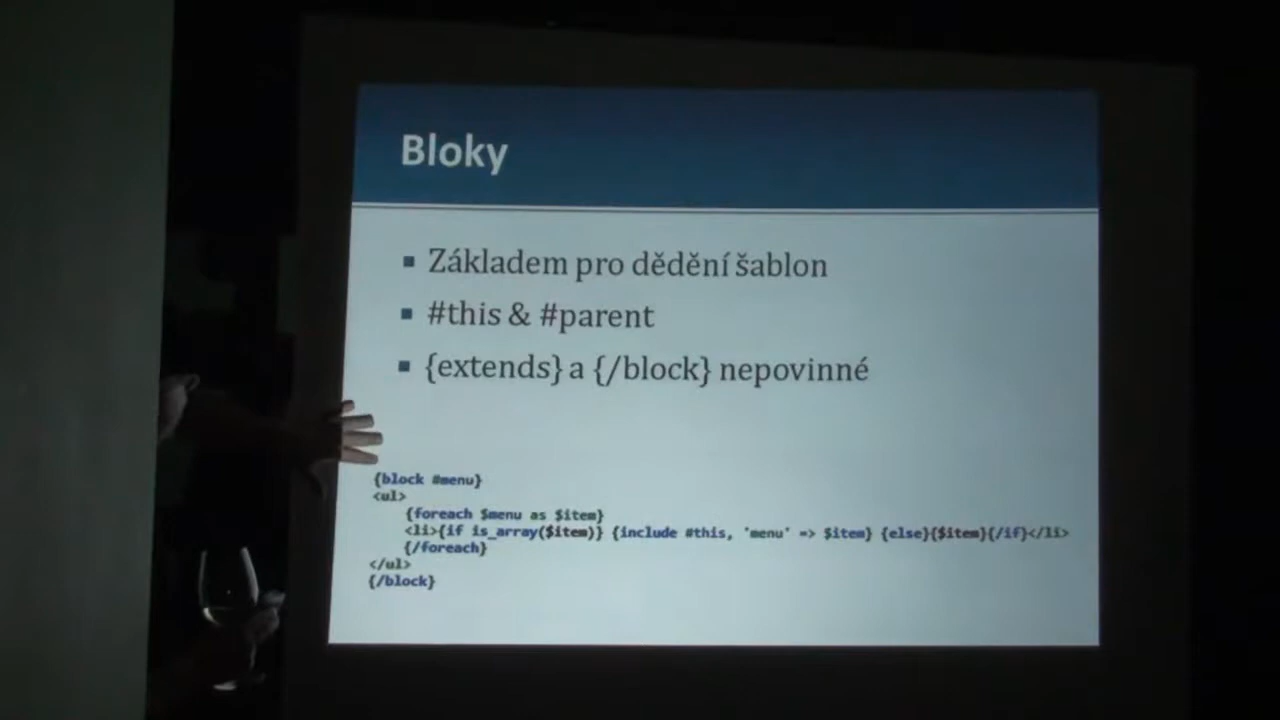 Bloky
Základem pro dědění šablon
#this & #parent
{extends} a {/block} nepovinné
{block #menu}
<ul>
{foreach $menu as $item}
<li>{if is_array($item)} {include #this, 'menu' => $item} {else}{$item}{/if}</li>
{/foreach}
</ul>
{/block}